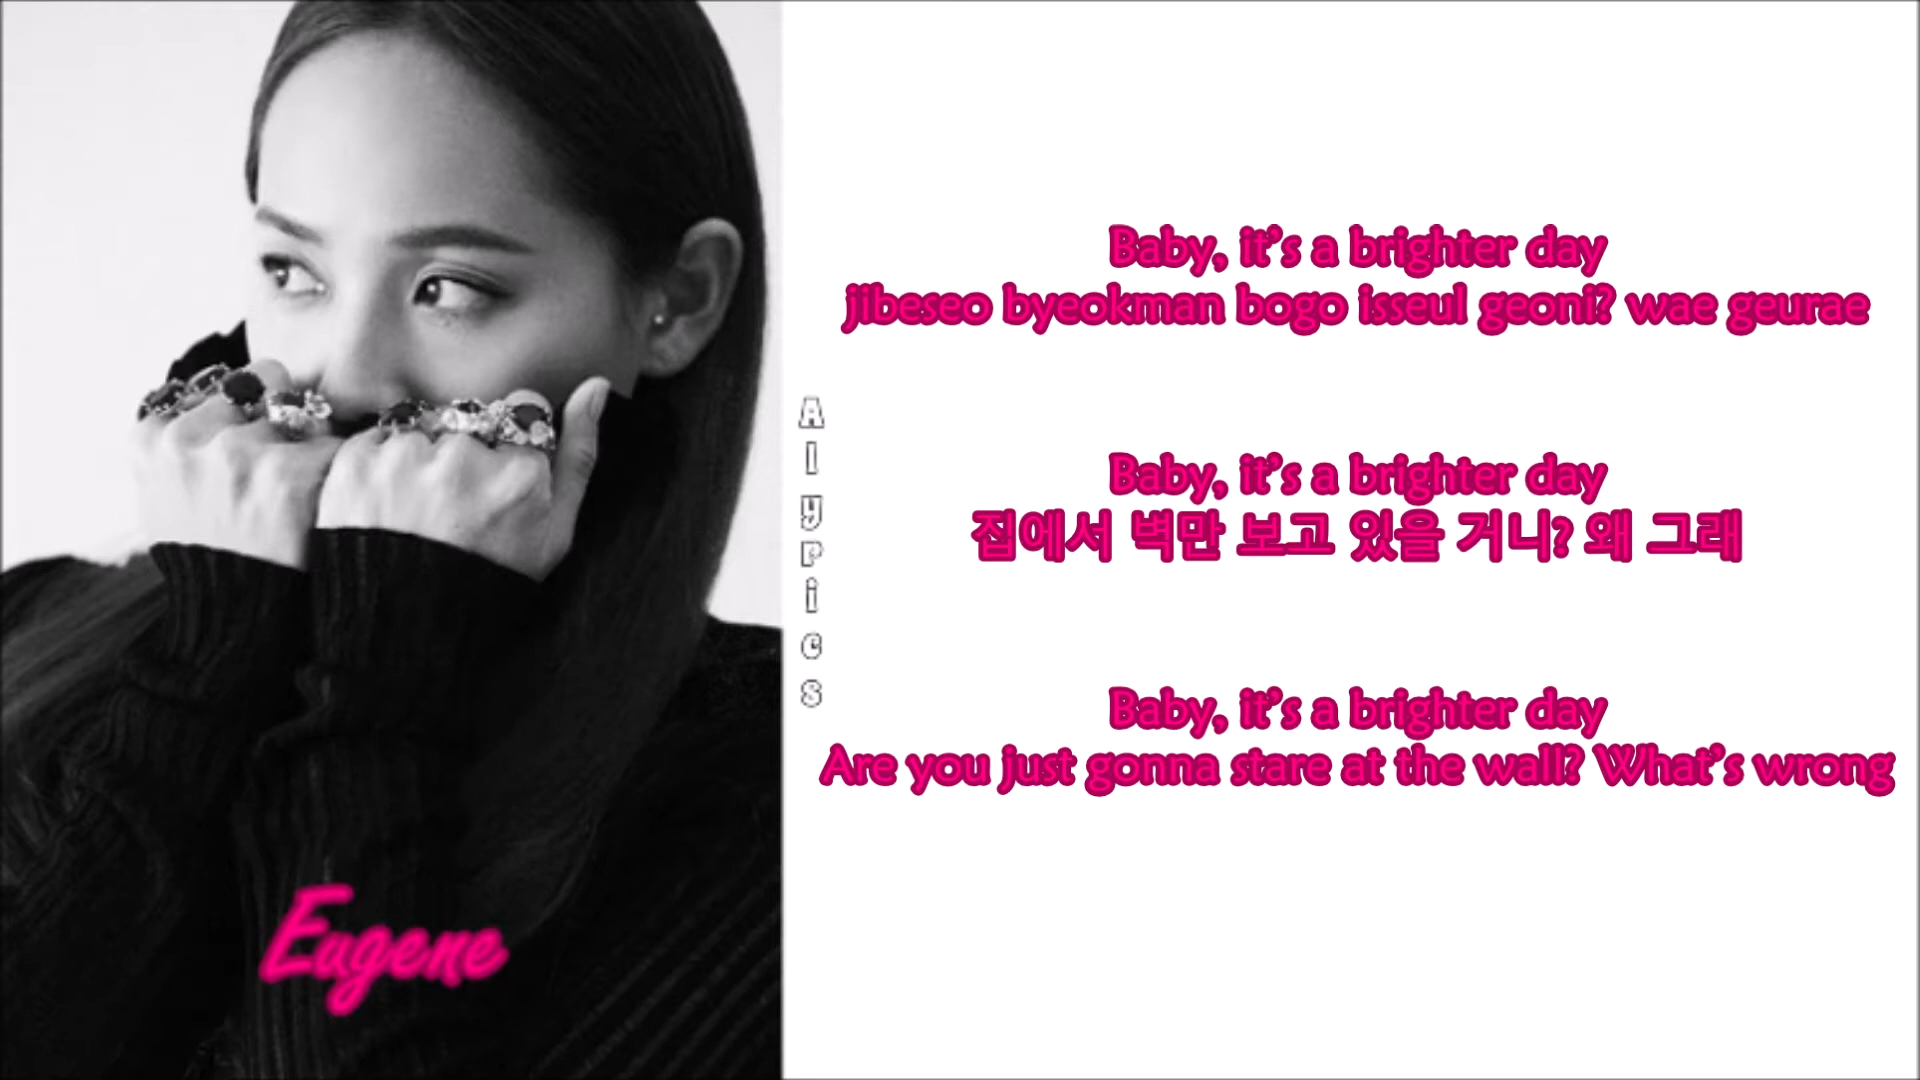 Baby, it's a brighter day
jibeseo byeokman bogo isseul geoni? wae geurae
Baby, it's a brighter day
집에서 벽만 보고 있을 거니? 왜 그래
Baby, it's a brighter day
Are you just gonna stare at the wall? What's wrong
AlyPics
Eugene